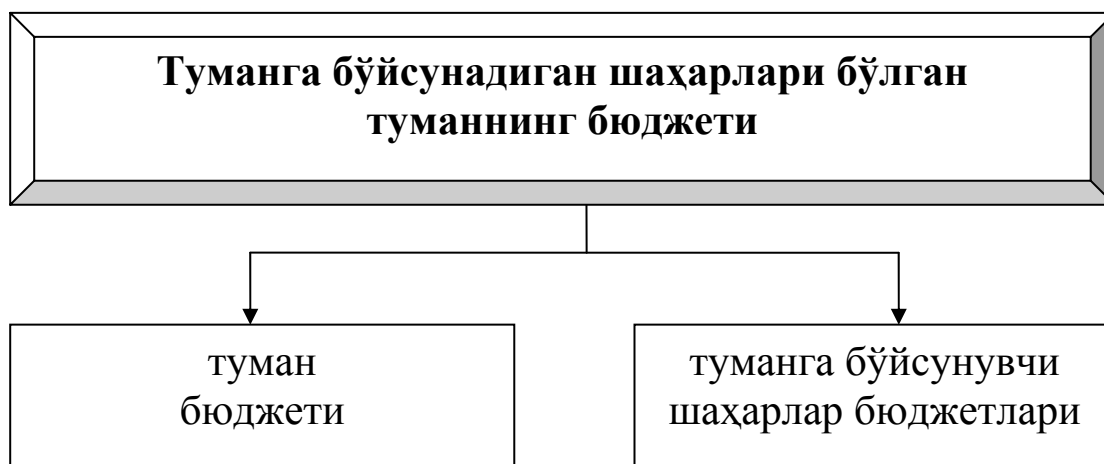 Туманга бўйсунадиган шаҳарлари бўлган
туманнинг бюджети
туман
бюджети
туманга бўйсунувчи
шаҳарлар бюджетлари